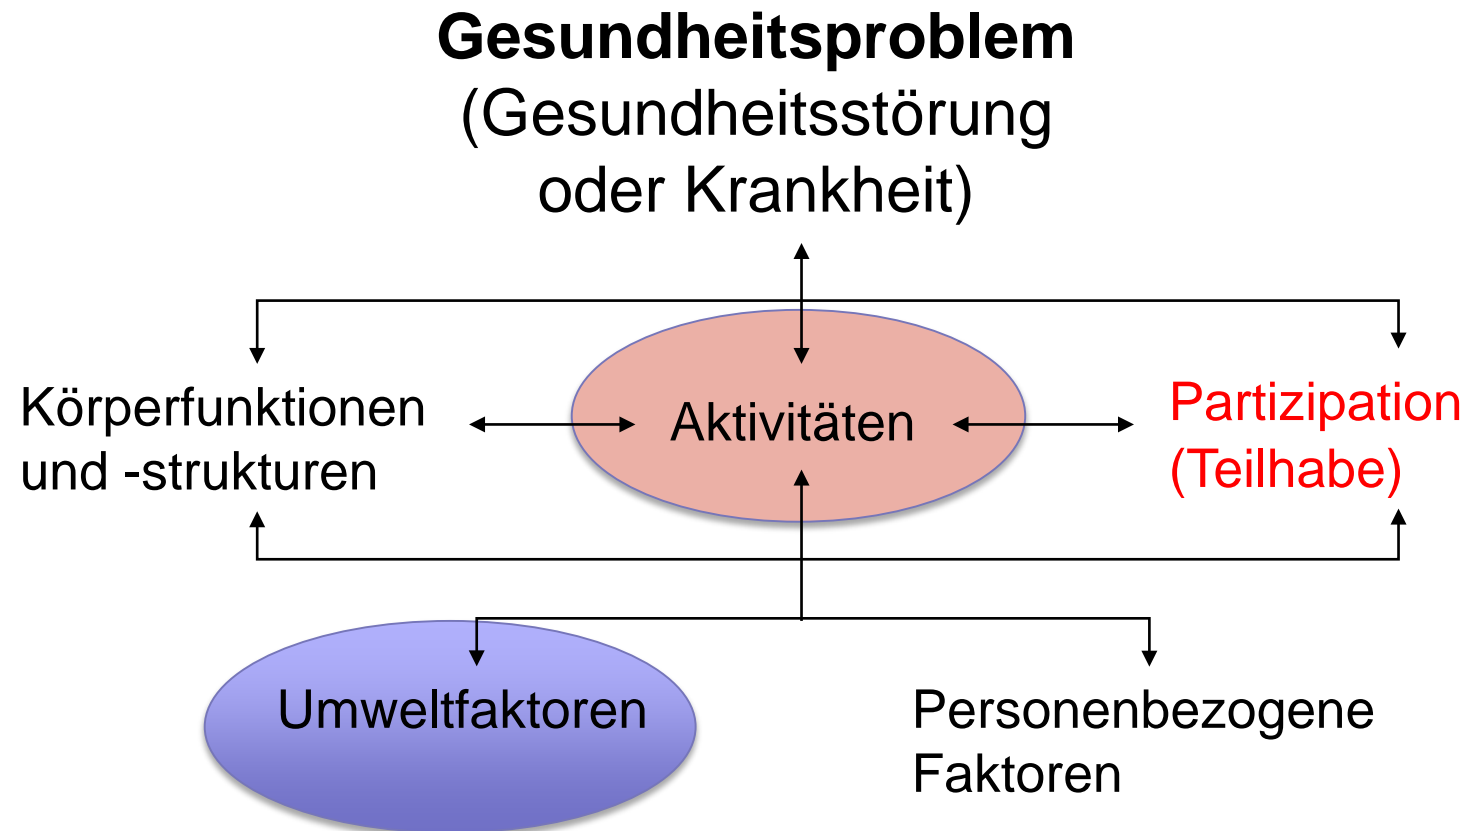 Gesundheitsproblem
(Gesundheitsstörung
oder Krankheit)
Körperfunktionen
und -strukturen
Aktivitäten
Partizipation
(Teilhabe)
Umweltfaktoren
Personenbezogene
Faktoren